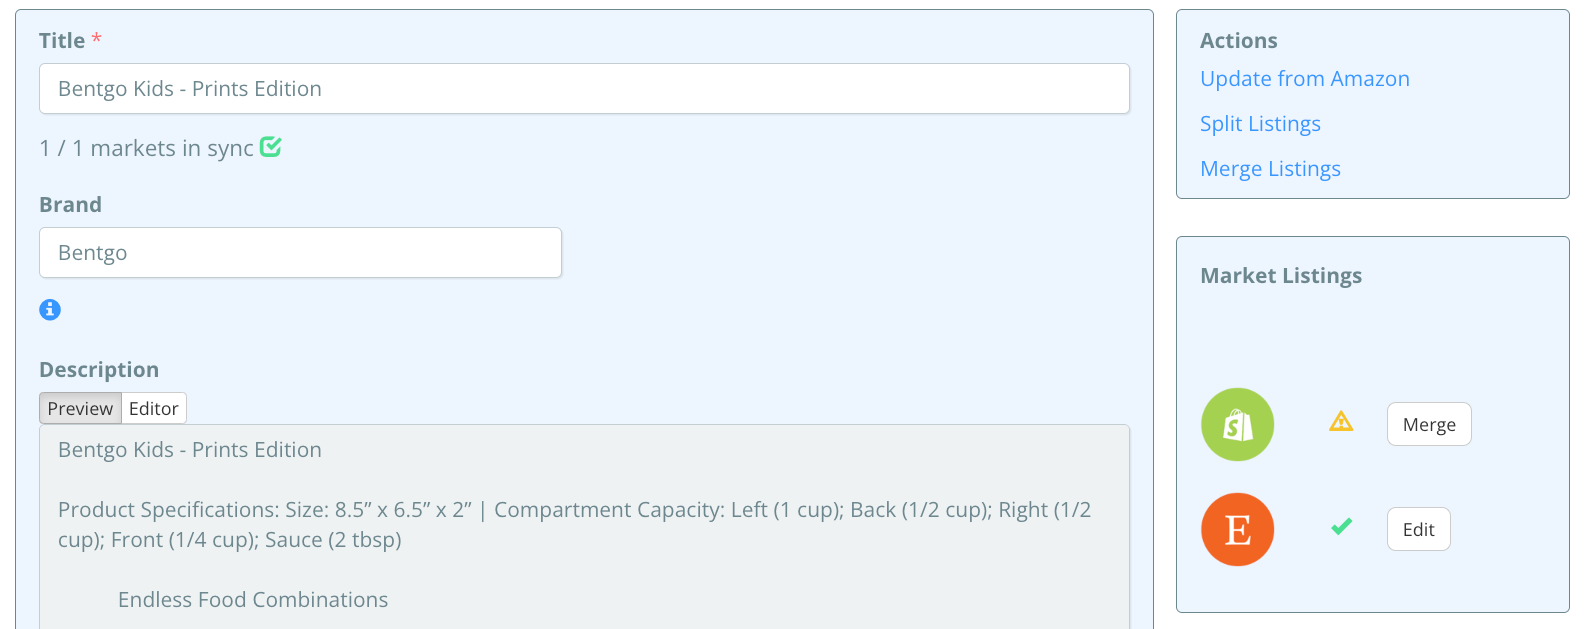 Title *
Bentgo Kids - Prints Edition
1 / 1 markets in sync
Brand
Bentgo
Description
Preview Editor
Bentgo Kids - Prints Edition
Product Specifications: Size: 8.5” x 6.5” x 2” | Compartment Capacity: Left (1 cup); Back (1/2 cup); Right (1/2
cup); Front (1/4 cup); Sauce (2 tbsp)
Endless Food Combinations
Actions
Update from Amazon
Split Listings
Merge Listings
Market Listings
S
Merge
E
Edit